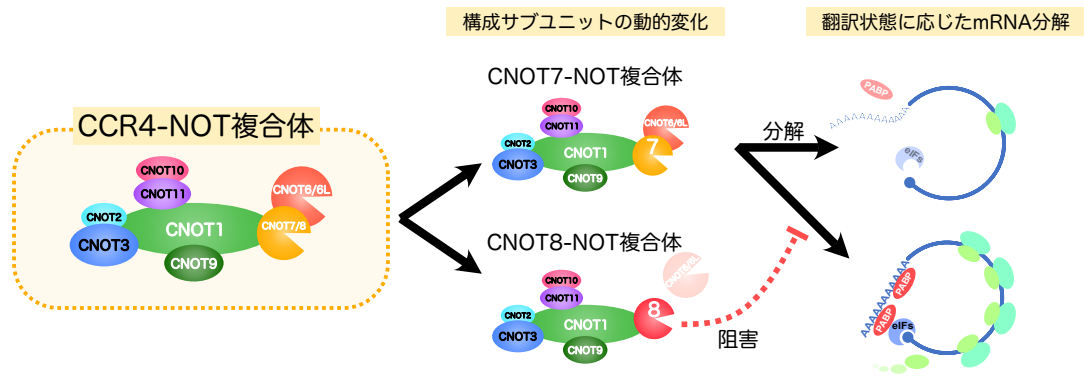 構成サブユニットの動的変化
翻訳状態に応じたmRNA分解
CCR4-NOT複合体
CNOT10
CNOT11
CNOT6/6L
CNOT2
CNOT1
CNOT7/8
CNOT3
CNOT9
CNOT7-NOT複合体
CNOT10
CNOT11
CNOT6/6L
CNOT2
CNOT1
7
CNOT3
CNOT9
CNOT8-NOT複合体
CNOT10
CNOT11
CNOT6/6L
CNOT2
CNOT1
8
CNOT3
CNOT9
分解
阻害
PABP
AAAAAAAAAAA
eIFs
AAAAAAAAAA
PABP
PABP
eIFs